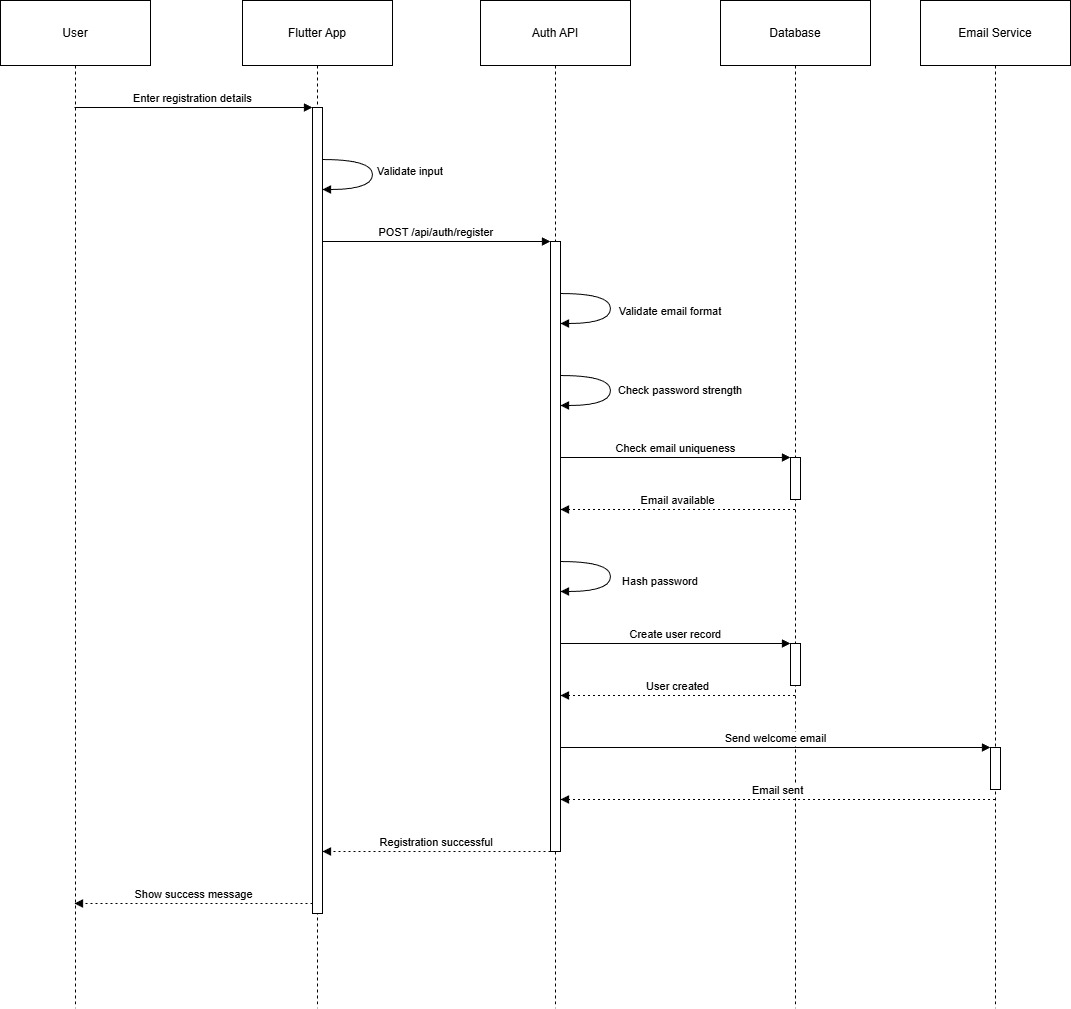 User
Flutter App
Auth API
Database
Email Service
Enter registration details
Validate input
POST /api/auth/register
Validate email format
Check password strength
Check email uniqueness
Email available
Hash password
Create user record
User created
Send welcome email
Email sent
Registration successful
Show success message